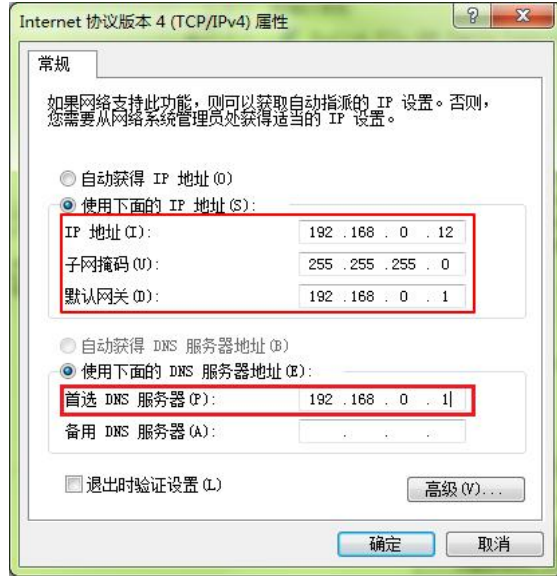 Internet 协议版本 4 (TCP/IPv4) 属性
常规
如果网络支持此功能，则可以获取自动指派的 IP 设置。否则，
您需要从网络系统管理员处获得适当的 IP 设置。
自动获得 IP 地址(O)
使用下面的 IP 地址(S):
IP 地址(I): 192 . 168 . 0 . 12
子网掩码(U): 255 . 255 . 255 . 0
默认网关(D): 192 . 168 . 0 . 1
自动获得 DNS 服务器地址(B)
使用下面的 DNS 服务器地址(E):
首选 DNS 服务器(P): 192 . 168 . 0 . 1
备用 DNS 服务器(A): . . .
退出时验证设置(L)
高级(V)...
确定 取消